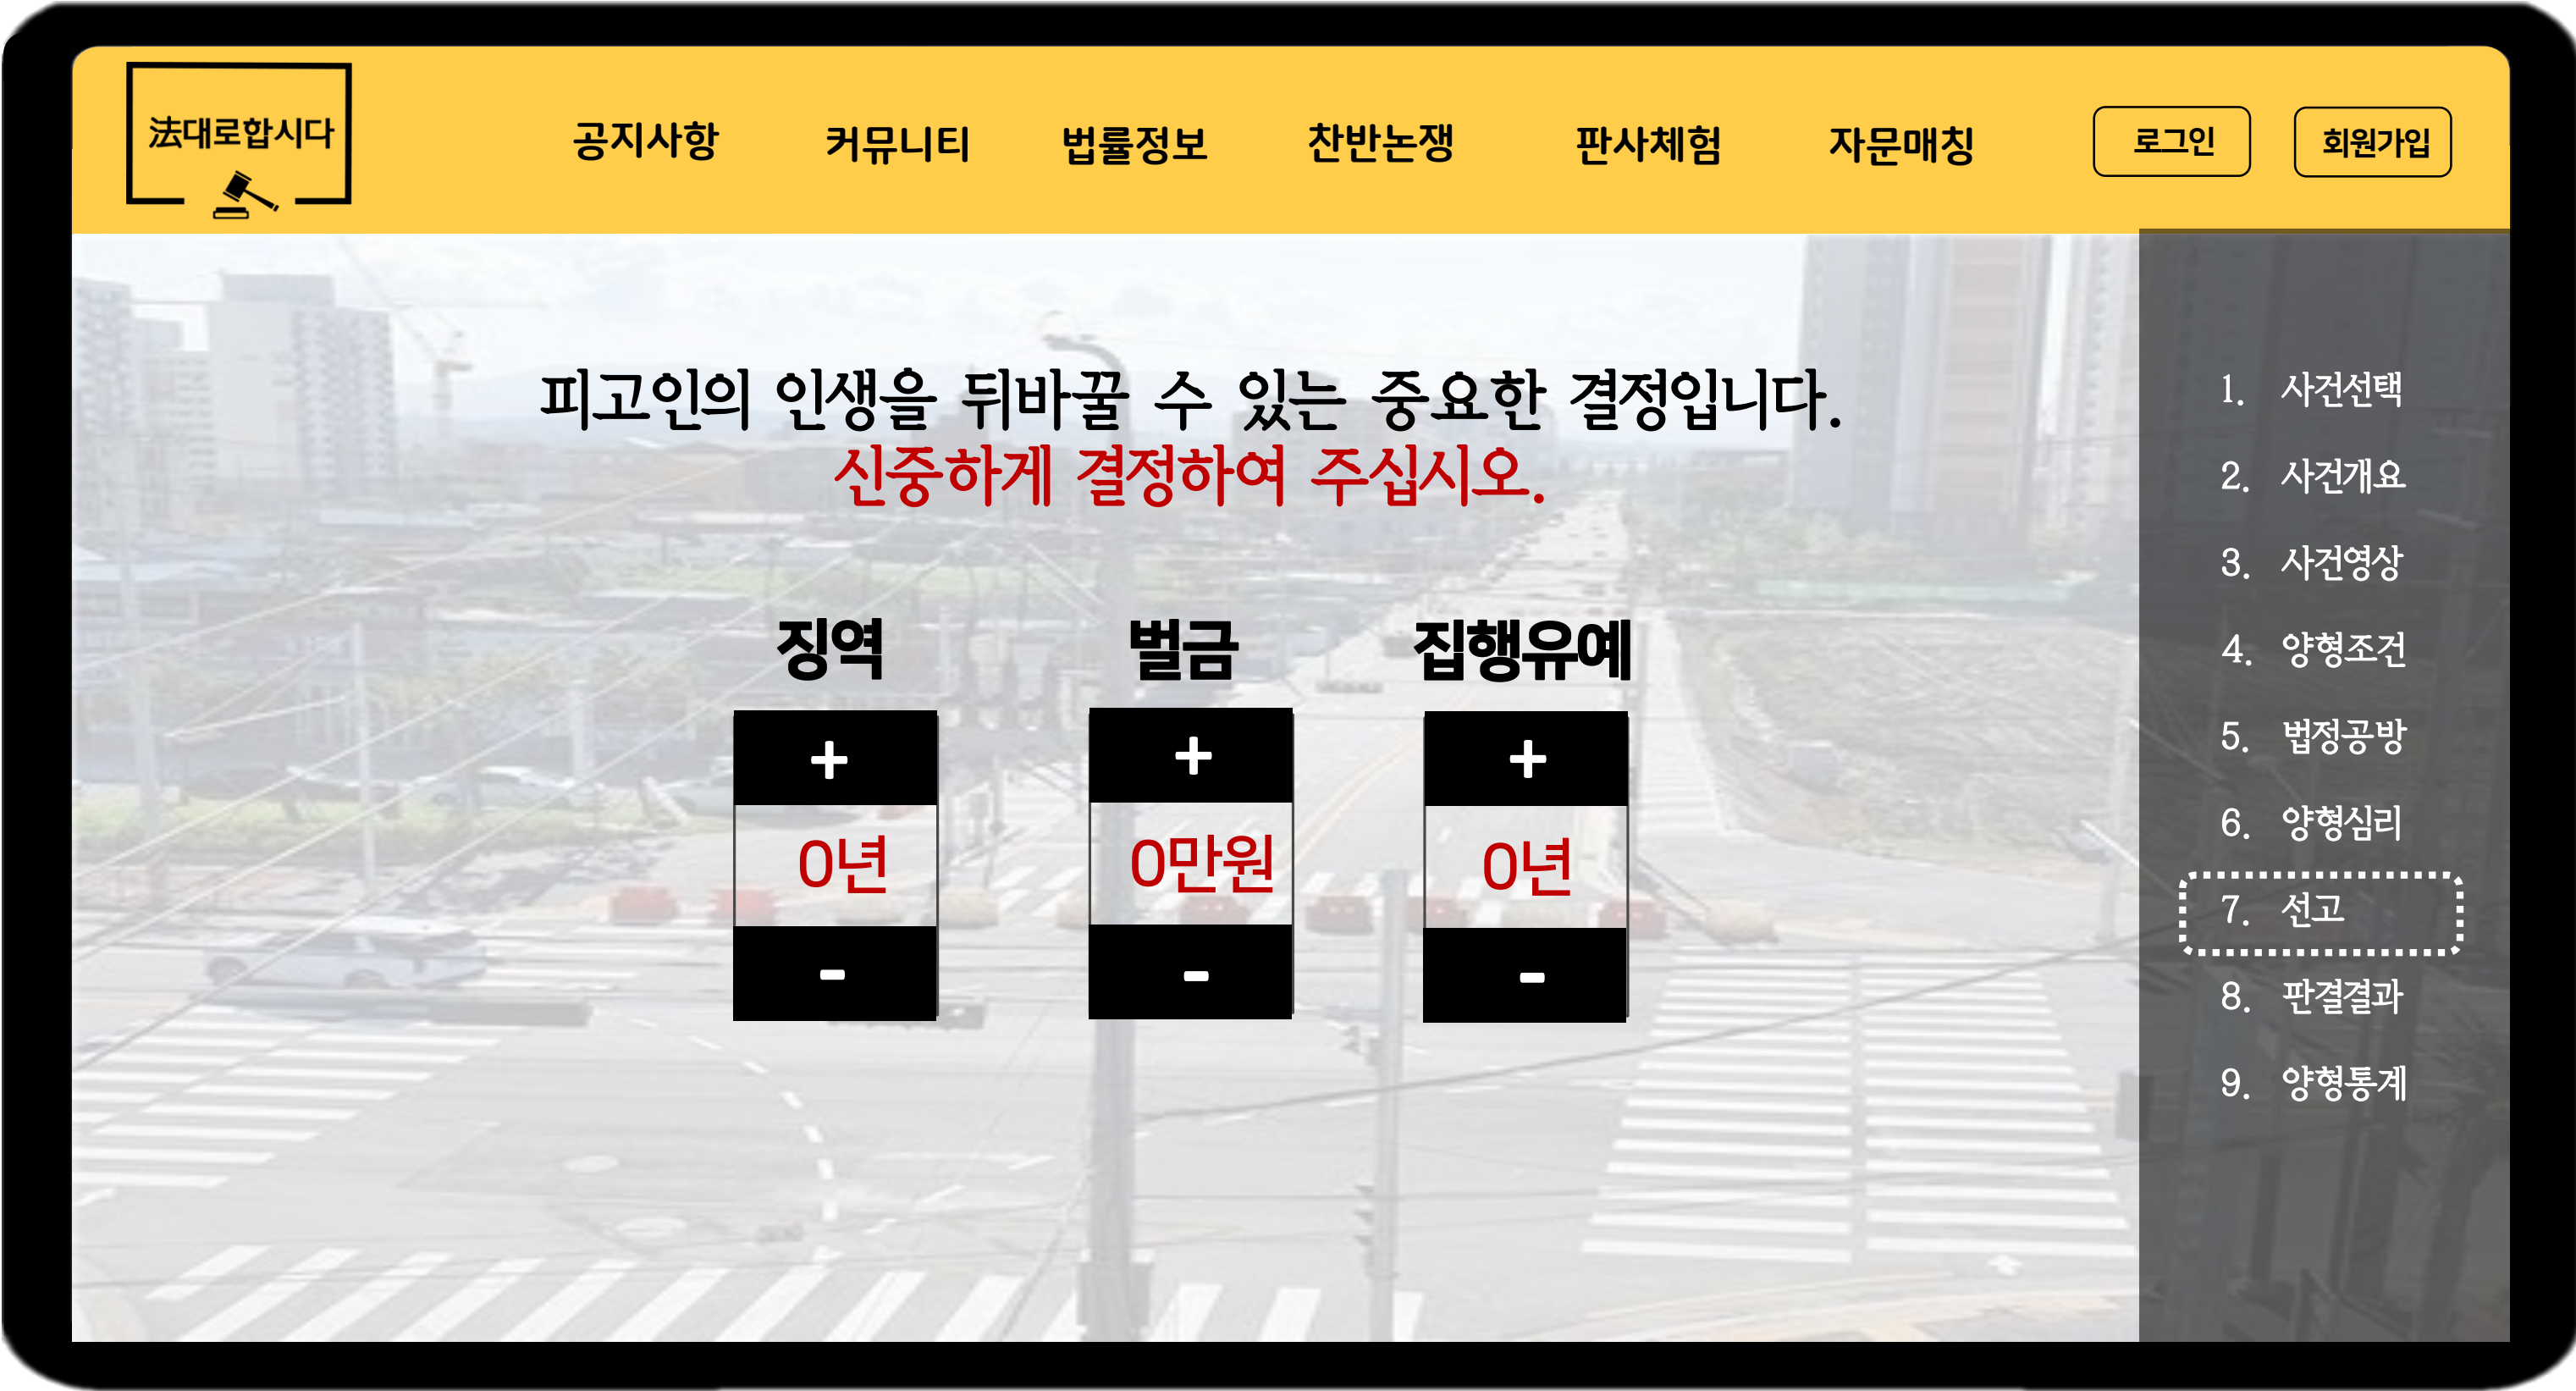 法대로합시다
공지사항 커뮤니티 법률정보 찬반논쟁 판사체험 자문매칭 로그인 회원가입
피고인의 인생을 뒤바꿀 수 있는 중요한 결정입니다.
신중하게 결정하여 주십시오.
징역 벌금 집행유예
+ + +
0년 0만원 0년
- - -
1. 사건선택
2. 사건개요
3. 사건영상
4. 양형조건
5. 법정공방
6. 양형심리
7. 선고
8. 판결결과
9. 양형통계